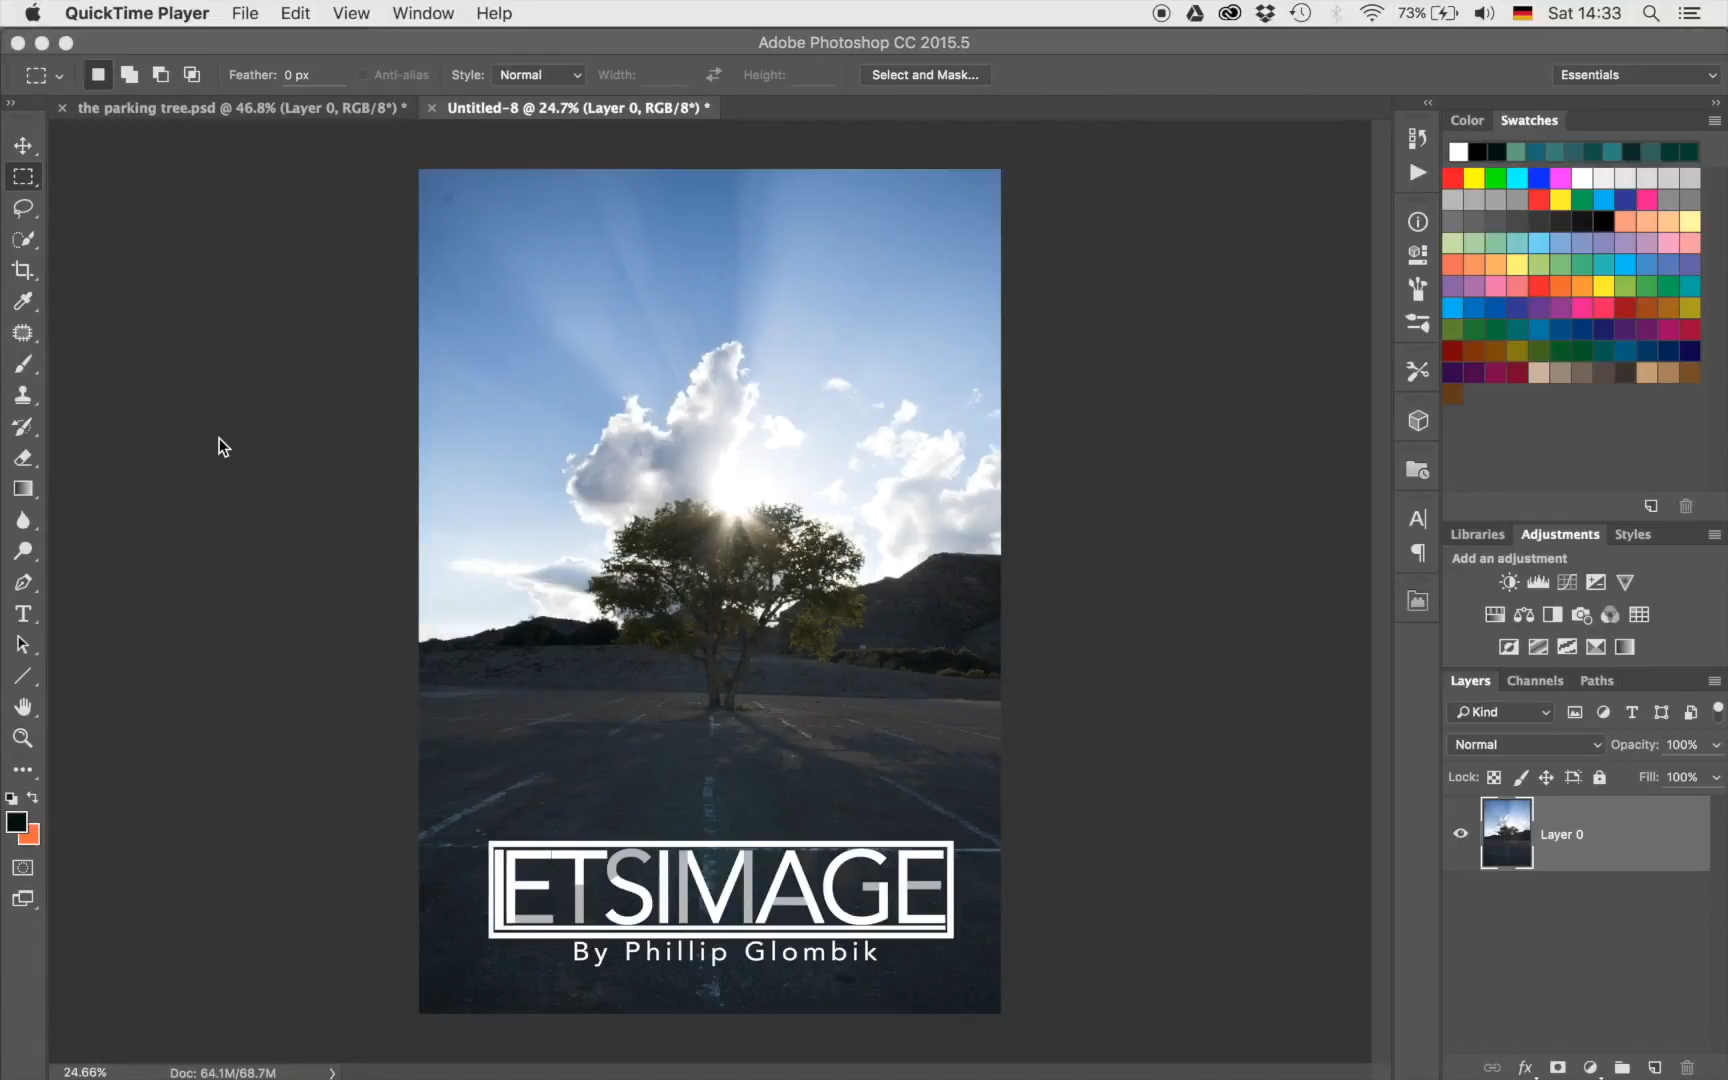 QuickTime Player File Edit View Window Help 73% Sat 14:33
Adobe Photoshop CC 2015.5
Feather: 0 px Anti-alias Style: Normal Width: Height: Select and Mask... Essentials
the parking tree.psd @ 46.8% (Layer 0, RGB/8*) * Untitled-8 @ 24.7% (Layer 0, RGB/8*) *
Color Swatches
Libraries Adjustments Styles
Add an adjustment
Layers Channels Paths
Kind
Normal Opacity: 100%
Lock: Fill: 100%
Layer 0
LETSIMAGE
By Phillip Glombik
24.66% Doc: 64.1M/68.7M